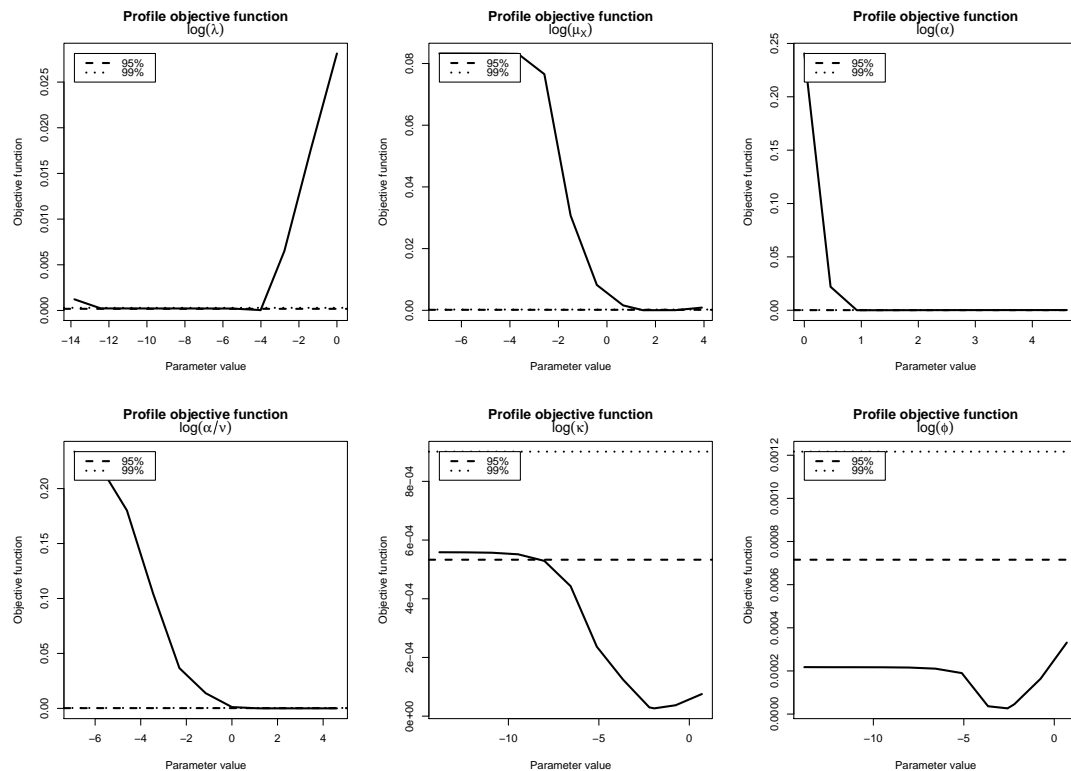 Profile objective function
log(λ)
95%
99%
0.000 0.005 0.010 0.015 0.020 0.025
Objective function
−14 −12 −10 −8 −6 −4 −2 0
Parameter value
Profile objective function
log(μX)
95%
99%
0.00 0.02 0.04 0.06 0.08
Objective function
−6 −4 −2 0 2 4
Parameter value
Profile objective function
log(α)
95%
99%
0.00 0.05 0.10 0.15 0.20 0.25
Objective function
0 1 2 3 4
Parameter value
Profile objective function
log(α/ν)
95%
99%
0.00 0.05 0.10 0.15 0.20
Objective function
−6 −4 −2 0 2 4
Parameter value
Profile objective function
log(κ)
95%
99%
0e+00 2e−04 4e−04 6e−04 8e−04
Objective function
−10 −5 0
Parameter value
Profile objective function
log(ϕ)
95%
99%
0.0000 0.0002 0.0004 0.0006 0.0008 0.0010 0.0012
Objective function
−10 −5 0
Parameter value